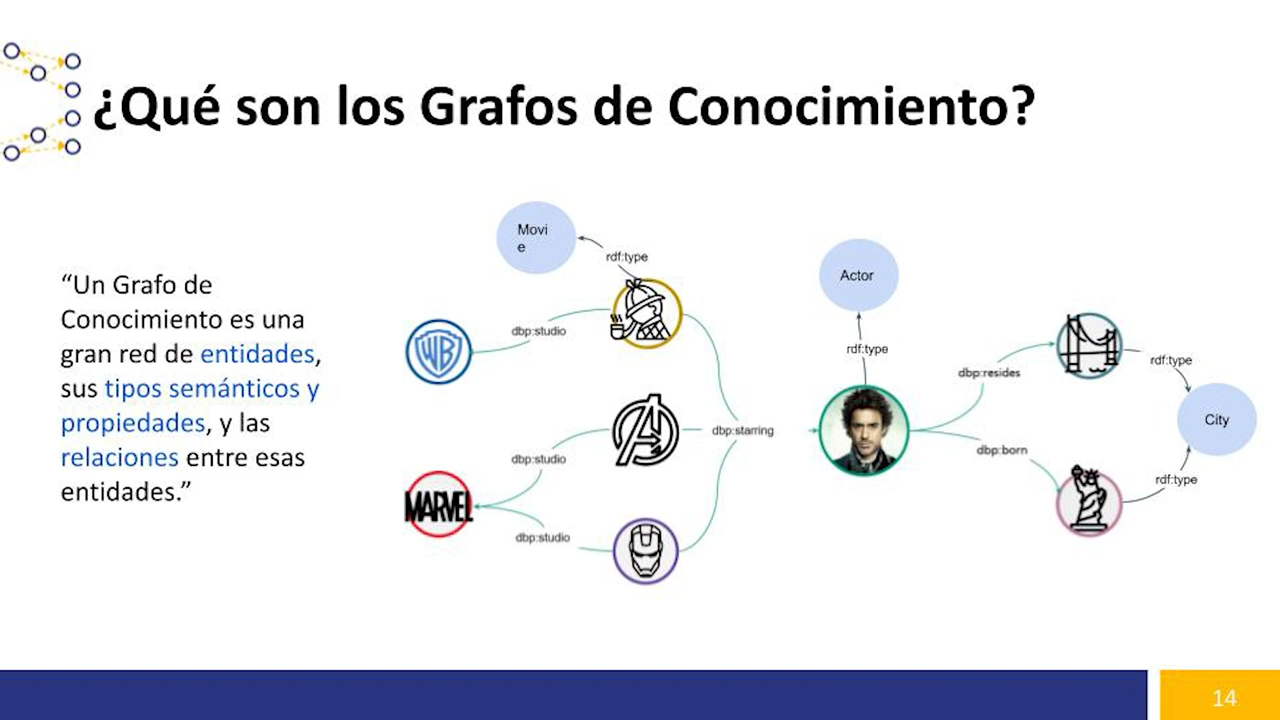 ¿Qué son los Grafos de Conocimiento?
“Un Grafo de
Conocimiento es una
gran red de entidades,
sus tipos semánticos y
propiedades, y las
relaciones entre esas
entidades.”
Movi
e
rdf:type
dbp:studio
WB
dbp:studio
MARVEL
dbp:studio
dbp:starring
Actor
rdf:type
dbp:resides
dbp:born
rdf:type
City
rdf:type
14